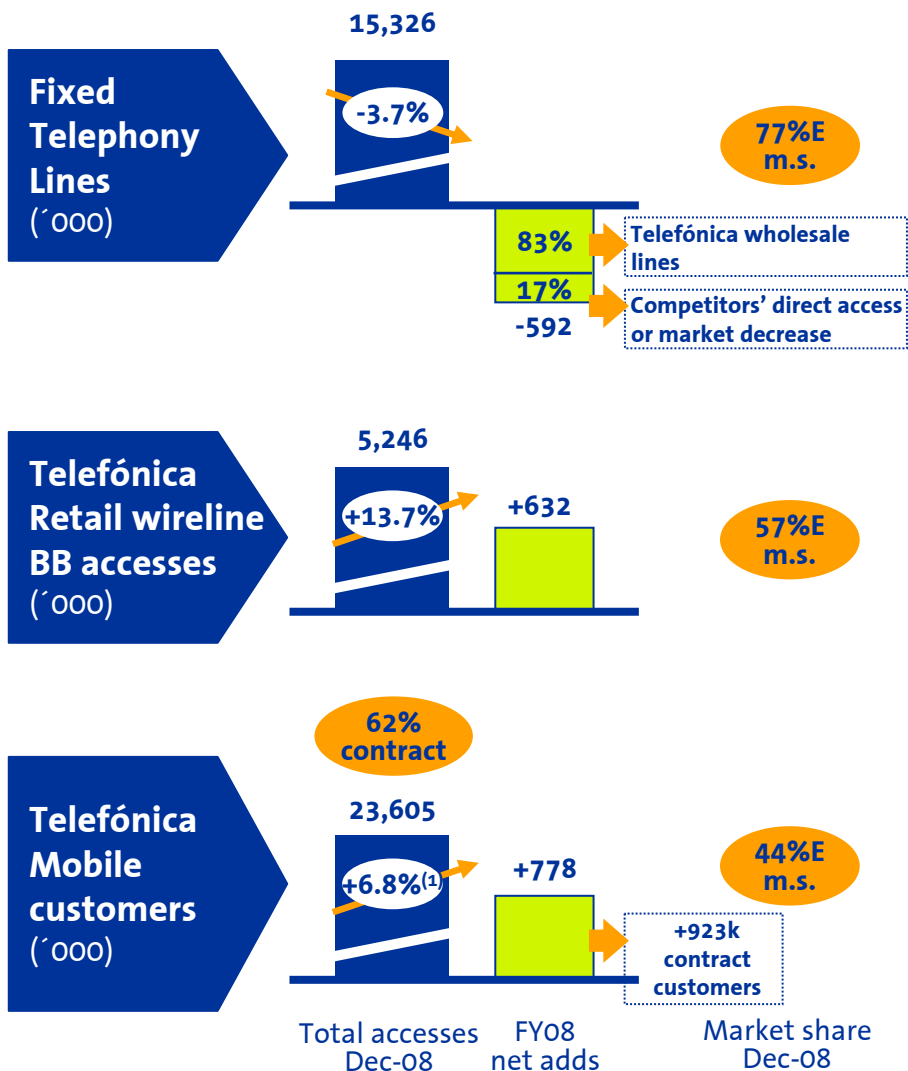 15,326
Fixed
Telephony
Lines
(´000)
-3.7%
77%E
m.s.
83%
Telefónica wholesale
lines
17%
Competitors’ direct access
or market decrease
-592
5,246
Telefónica
Retail wireline
BB accesses
(´000)
+13.7%
+632
57%E
m.s.
62%
contract
23,605
Telefónica
Mobile
customers
(´000)
+6.8%(1)
+778
44%E
m.s.
+923k
contract
customers
Total accesses
Dec-08
FY08
net adds
Market share
Dec-08